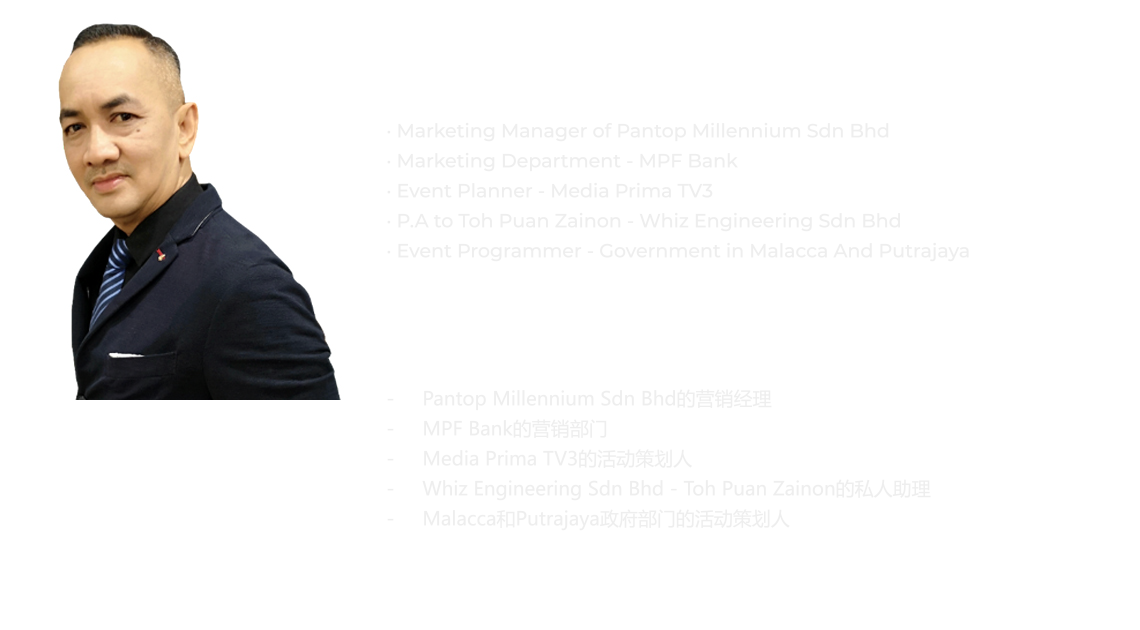 · Marketing Manager of Pantop Millennium Sdn Bhd
· Marketing Department - MPF Bank
· Event Planner - Media Prima TV3
· P.A to Toh Puan Zainon - Whiz Engineering Sdn Bhd
· Event Programmer - Government in Malacca And Putrajaya
- Pantop Millennium Sdn Bhd的营销经理
- MPF Bank的营销部门
- Media Prima TV3的活动策划人
- Whiz Engineering Sdn Bhd - Toh Puan Zainon的私人助理
- Malacca和Putrajaya政府部门的活动策划人